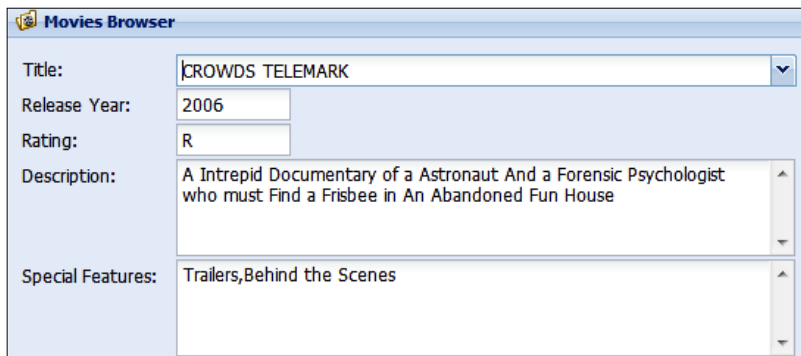 Movies Browser
Title: CROWDS TELEMARK
Release Year: 2006
Rating: R
Description: A Intrepid Documentary of a Astronaut And a Forensic Psychologist
who must Find a Frisbee in An Abandoned Fun House
Special Features: Trailers,Behind the Scenes